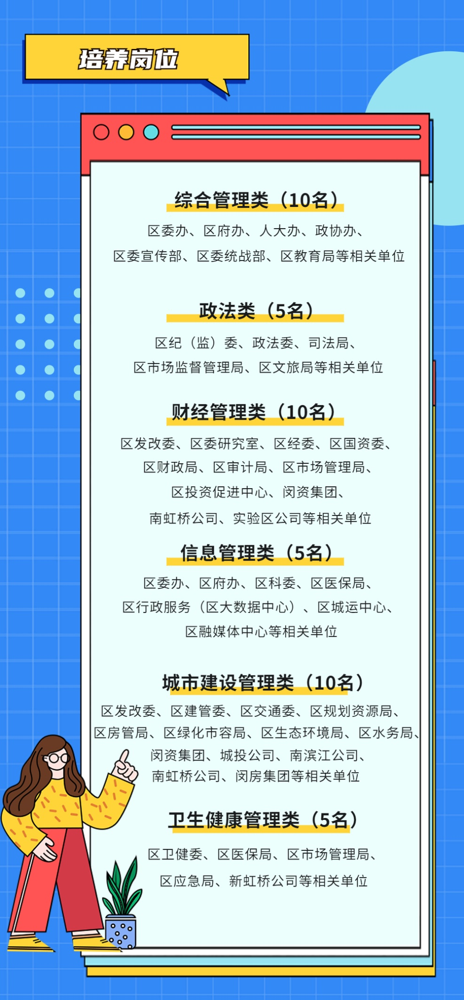 培养岗位
综合管理类（10名）
区委办、区府办、人大办、政协办、
区委宣传部、区委统战部、区教育局等相关单位
政法类（5名）
区纪（监）委、政法委、司法局、
区市场监督管理局、区文旅局等相关单位
财经管理类（10名）
区发改委、区委研究室、区经委、区国资委、
区财政局、区审计局、区市场管理局、
区投资促进中心、闵资集团、
南虹桥公司、实验区公司等相关单位
信息管理类（5名）
区委办、区府办、区科委、区医保局、
区行政服务（区大数据中心）、区城运中心、
区融媒体中心等相关单位
城市建设管理类（10名）
区发改委、区建管委、区交通委、区规划资源局、
区房管局、区绿化市容局、区生态环境局、区水务局、
闵资集团、城投公司、南滨江公司、
南虹桥公司、闵房集团等相关单位
卫生健康管理类（5名）
区卫健委、区医保局、区市场管理局、
区应急局、新虹桥公司等相关单位